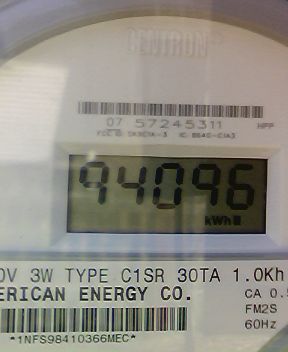 CENTRON
07 57245311 HPP
94096
kWh
0V 3W TYPE C1SR 30TA 1.0Kh
ERICAN ENERGY CO. CA 0.5
FM2S
60Hz
*1NFS98410366MEC*